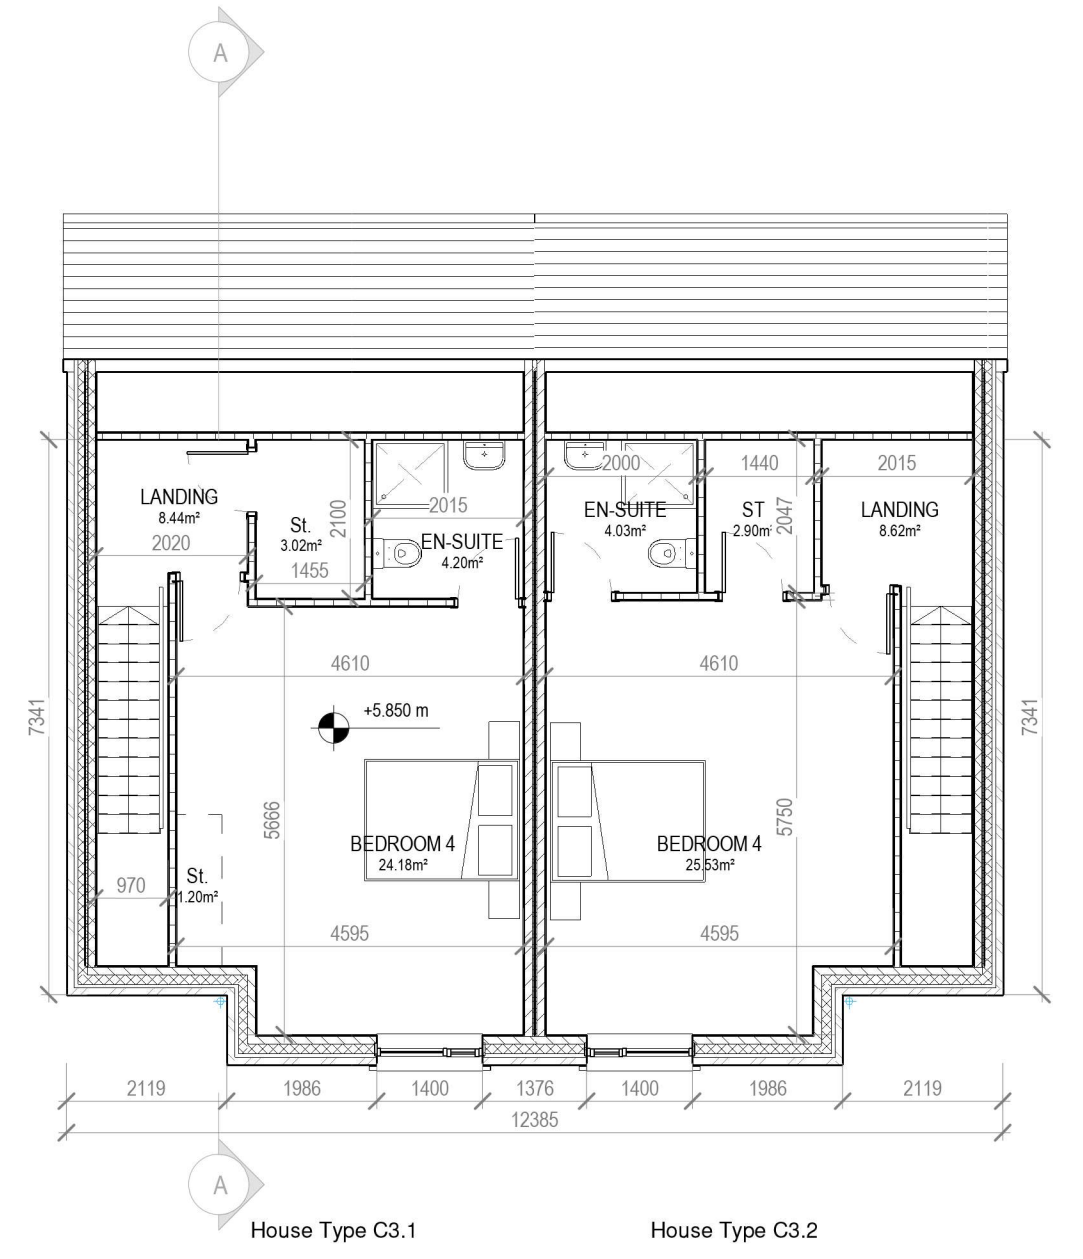 A
2000
1440
2015
LANDING
8.44m²
2015
EN-SUITE
4.03m²
ST
2.90m
2047
LANDING
8.62m²
St.
3.02m²
2100
2020
EN-SUITE
4.20m²
1455
4610
4610
+5.850 m
7341
7341
5666
5750
BEDROOM 4
24.18m²
BEDROOM 4
25.53m²
St.
1.20m²
970
4595
4595
2119
1986
1400
1376
1400
1986
2119
12385
A
House Type C3.1
House Type C3.2